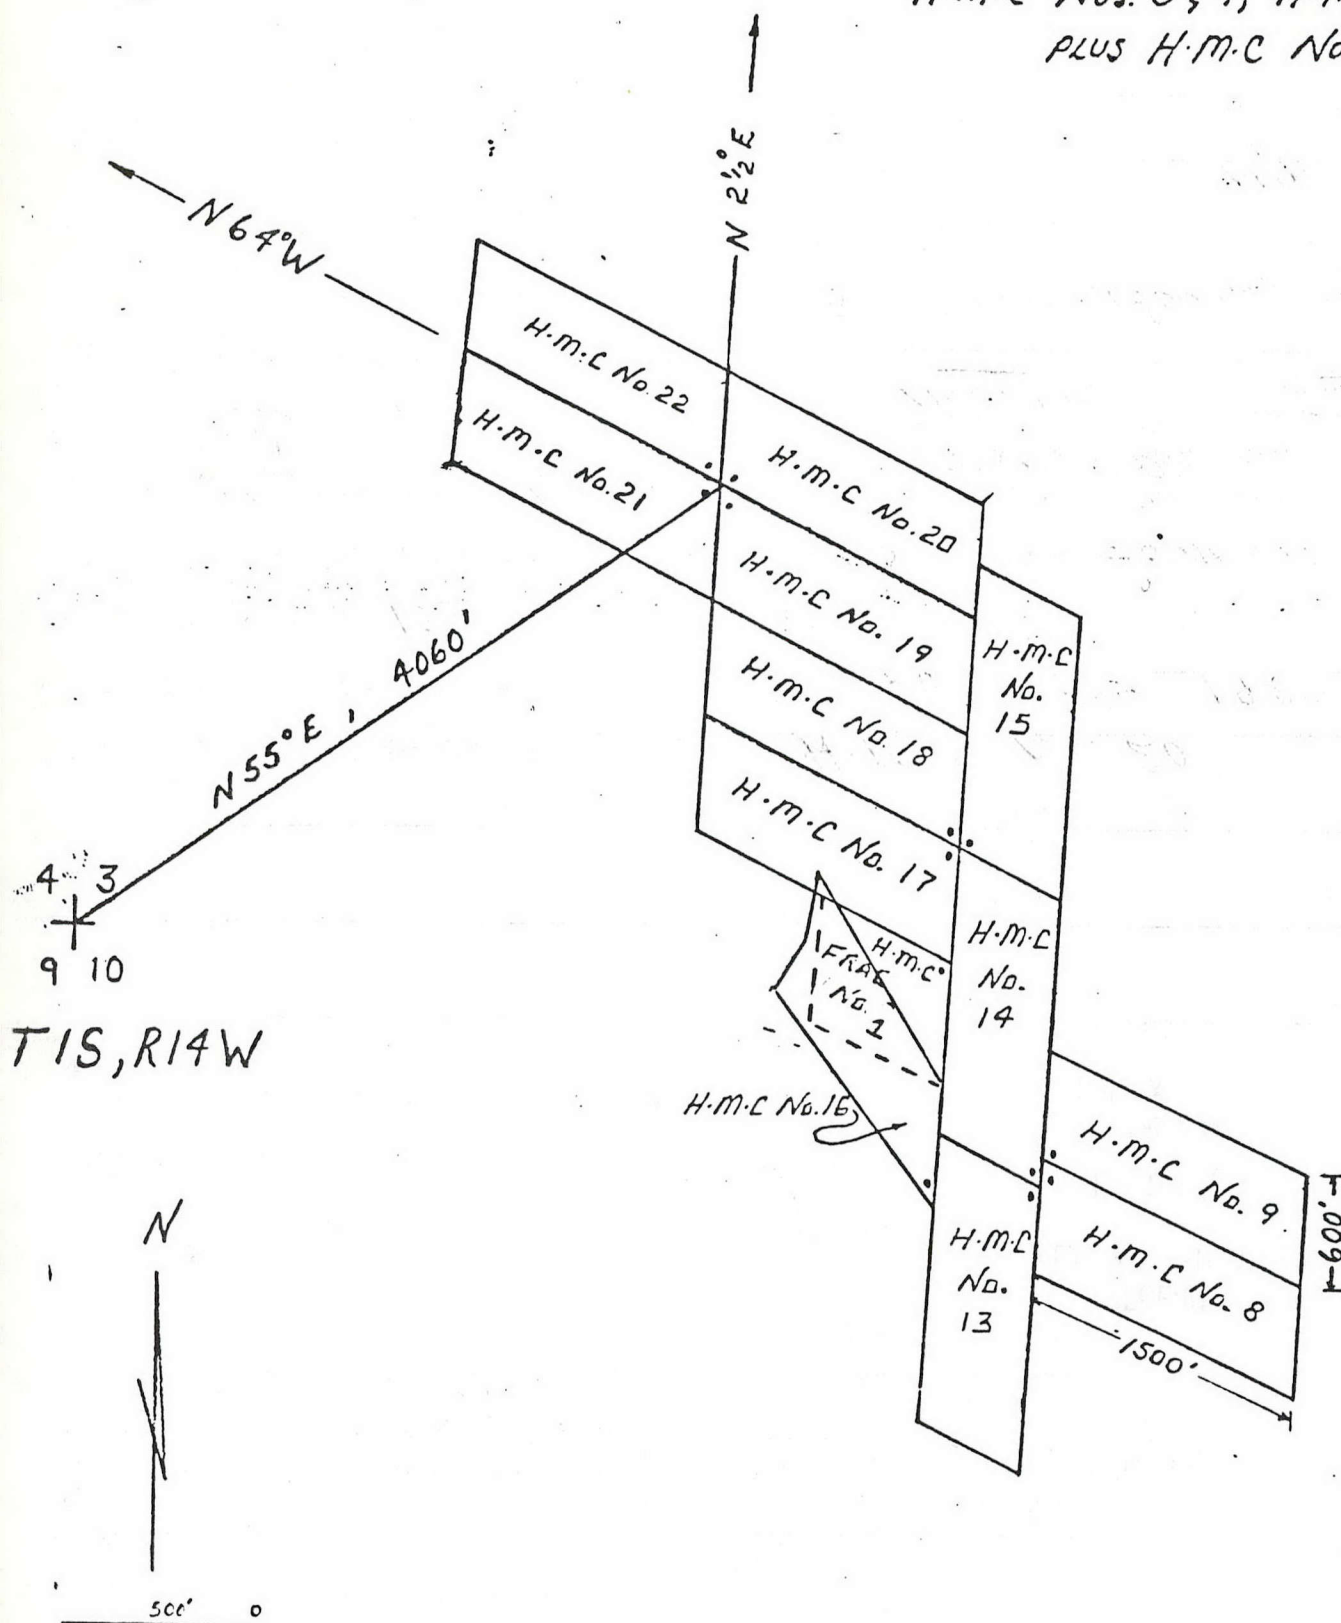 PLUS H.M.C No
N 2½° E
N 64° W
H.M.C No. 22
H.M.C No. 21
H.M.C No. 20
H.M.C No. 19
H.M.C No. 18
H.M.C No. 17
H.M.C
No.
15
N 55° E, 4060'
4 3
9 10
T1S, R14W
H.M.C
FRAC
No. 1
H.M.C
No.
14
H.M.C No. 16
H.M.C No. 9
H.M.C No. 8
600'
1500'
H.M.C
No.
13
N
500' 0